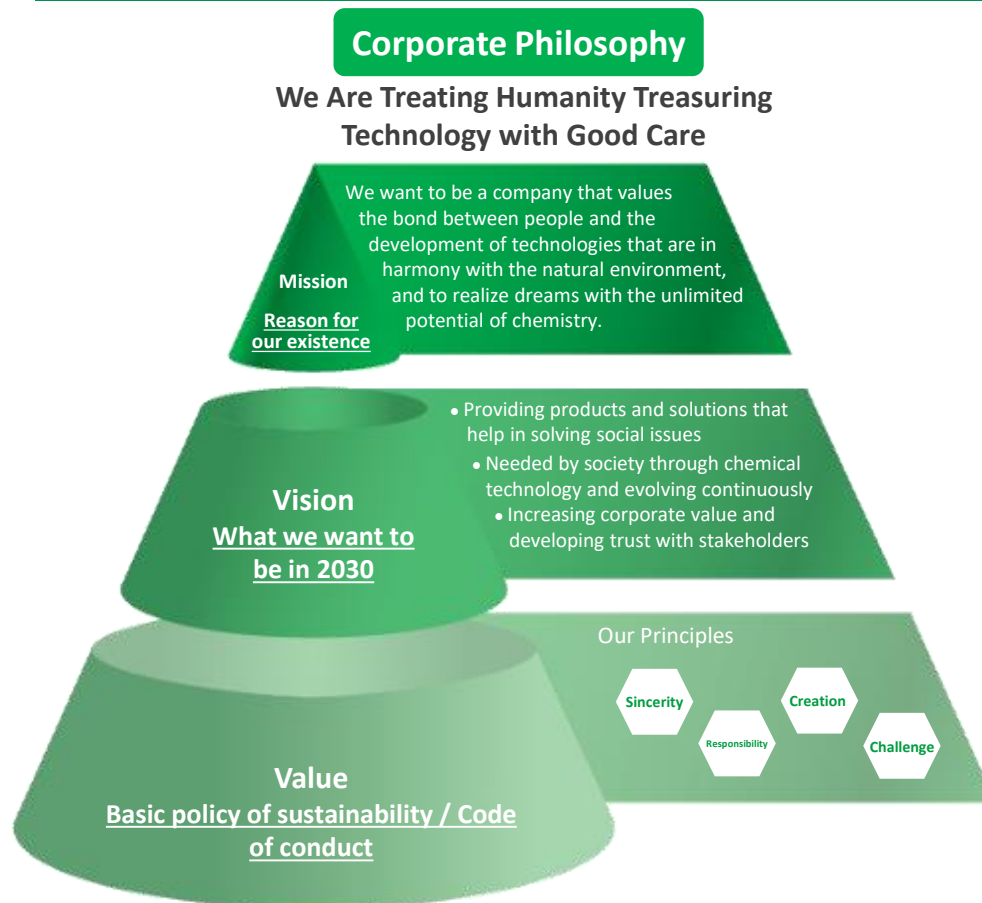 Corporate Philosophy
We Are Treating Humanity Treasuring
Technology with Good Care
Mission
Reason for
our existence
We want to be a company that values
the bond between people and the
development of technologies that are in
harmony with the natural environment,
and to realize dreams with the unlimited
potential of chemistry.
Vision
What we want to
be in 2030
• Providing products and solutions that
help in solving social issues
• Needed by society through chemical
technology and evolving continuously
• Increasing corporate value and
developing trust with stakeholders
Value
Basic policy of sustainability / Code
of conduct
Our Principles
Sincerity
Responsibility
Creation
Challenge